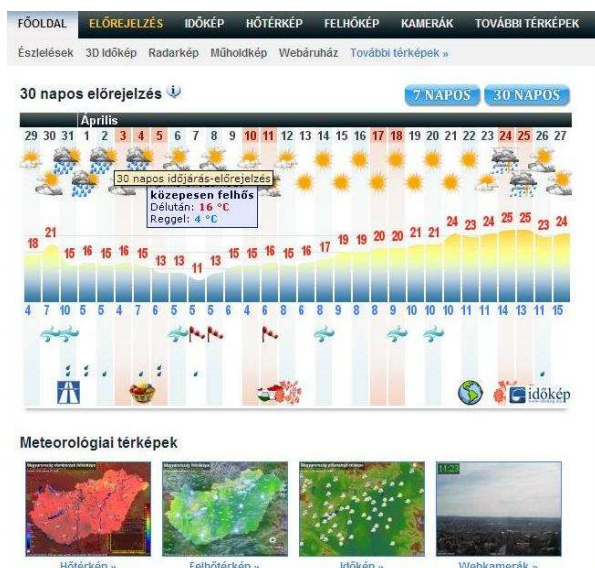 FŐOLDAL ELŐREJELZÉS IDŐKÉP HŐTÉRKÉP FELHŐKÉP KAMERÁK TOVÁBBI TÉRKÉPEK
Észlelések 3D Időkép Radarkép Műholdkép Webáruház További térképek »
30 napos előrejelzés i 7 NAPOS 30 NAPOS
Április
29 30 31 1 2 3 4 5 6 7 8 9 10 11 12 13 14 15 16 17 18 19 20 21 22 23 24 25 26 27
30 napos időjárás-előrejelzés
közepesen felhős
Délután: 16 °C
Reggel: 4 °C
18 21 15 16 15 16 15 13 13 11 13 15 15 16 15 16 17 19 19 20 20 21 21 24 23 24 25 25 23 24
4 7 10 5 5 4 7 6 5 5 6 4 4 6 8 6 8 9 8 8 9 10 10 10 11 11 14 13 11 15
időkép
Meteorológiai térképek
11:23
Hőtérkép » Felhőtérkép » Időkép » Webkamerák »